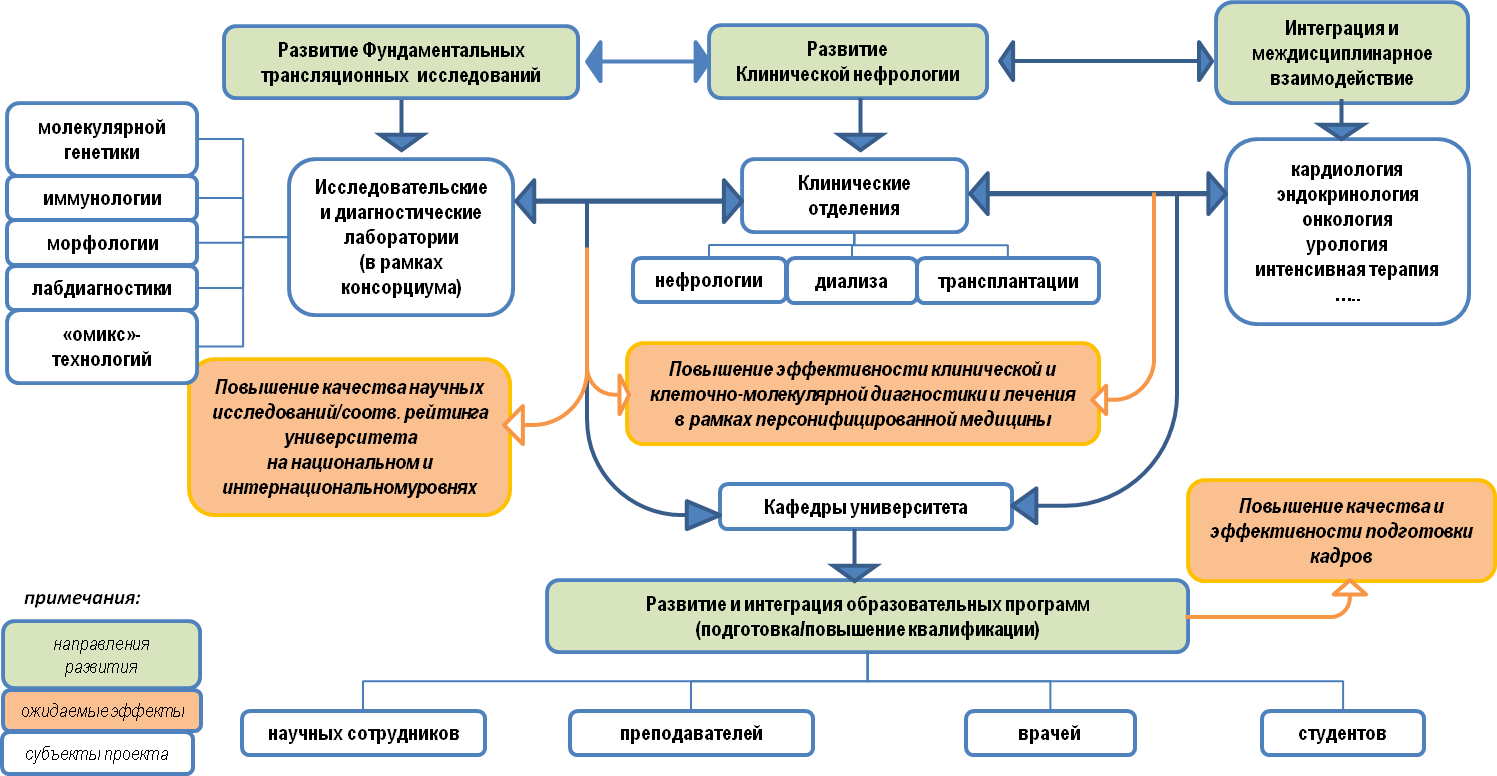 Развитие Фундаментальных
трансляционных исследований
Развитие
Клинической нефрологии
Интеграция и
междисциплинарное
взаимодействие
молекулярной
генетики
иммунологии
морфологии
лабдиагностики
«омикс»-
технологий
Исследовательские
и диагностические
лаборатории
(в рамках
консорциума)
Клинические
отделения
нефрологии
диализа
трансплантации
кардиология
эндокринология
онкология
урология
интенсивная терапия
…..
Повышение качества научных
исследований/соотв. рейтинга
университета
на национальном и
интернациональномуровнях
Повышение эффективности клинической и
клеточно-молекулярной диагностики и лечения
в рамках персонифицированной медицины
Кафедры университета
Повышение качества и
эффективности подготовки
кадров
Развитие и интеграция образовательных программ
(подготовка/повышение квалификации)
научных сотрудников
преподавателей
врачей
студентов
примечания:
направления
развития
ожидаемые эффекты
субъекты проекта